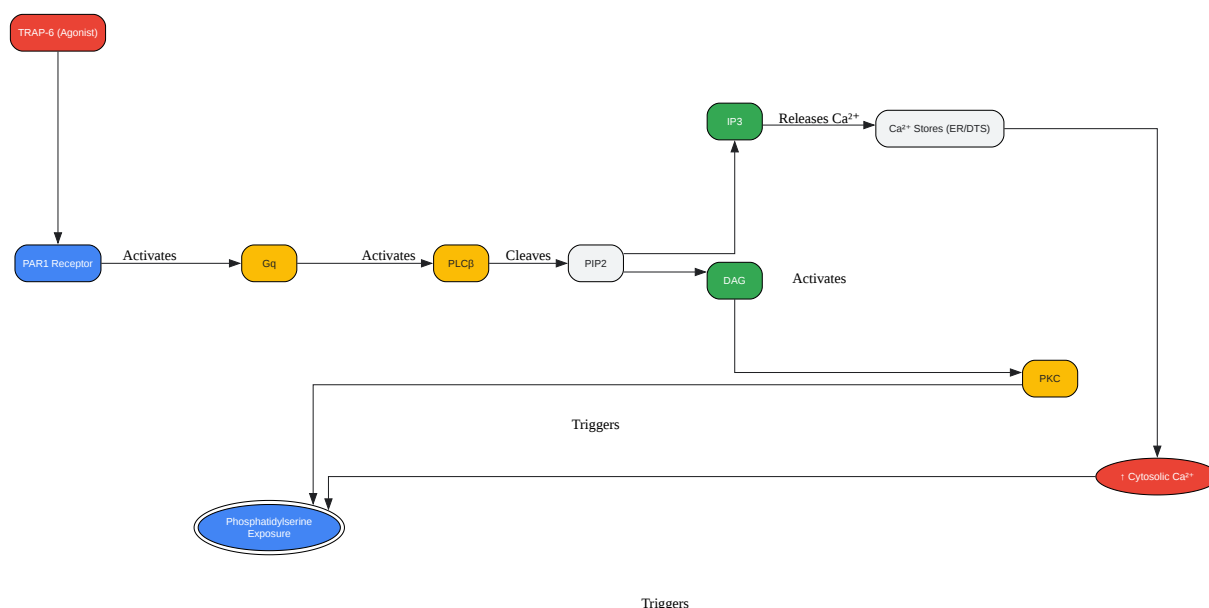 TRAP-6 (Agonist)
IP3
Releases Ca²⁺
Ca²⁺ Stores (ER/DTS)
PAR1 Receptor
Activates
Gq
Activates
PLCβ
Cleaves
PIP2
DAG
Activates
PKC
Triggers
↑ Cytosolic Ca²⁺
Phosphatidylserine
Exposure
Triggers